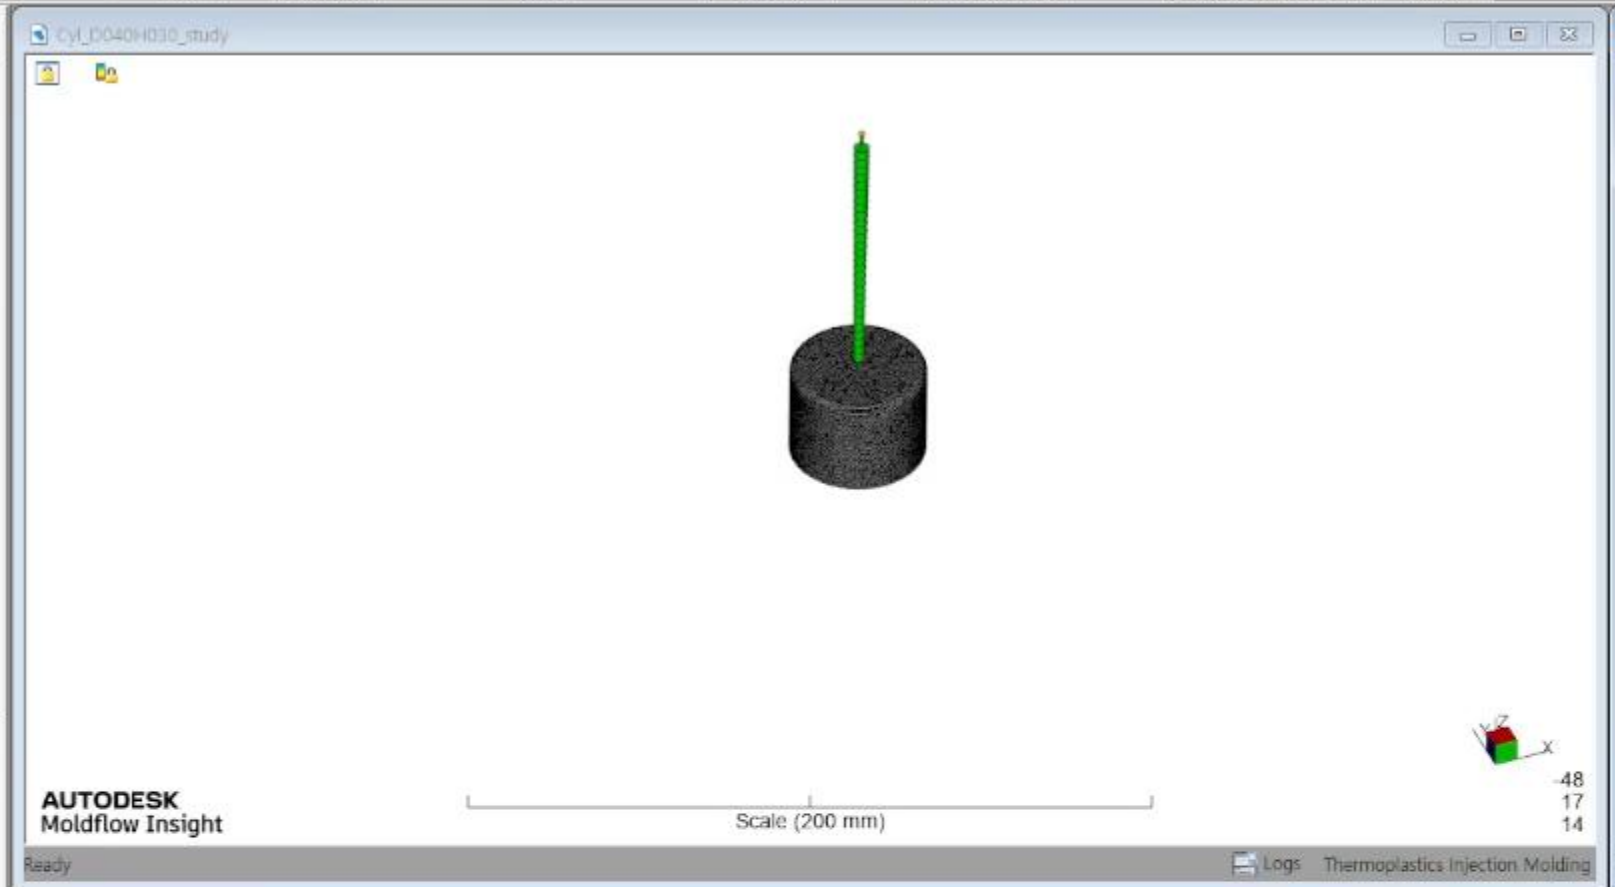 Cyl_D040H030_study
Z
Y
X
-48
17
14
AUTODESK
Moldflow Insight
Scale (200 mm)
Ready
Logs Thermoplastics Injection Molding